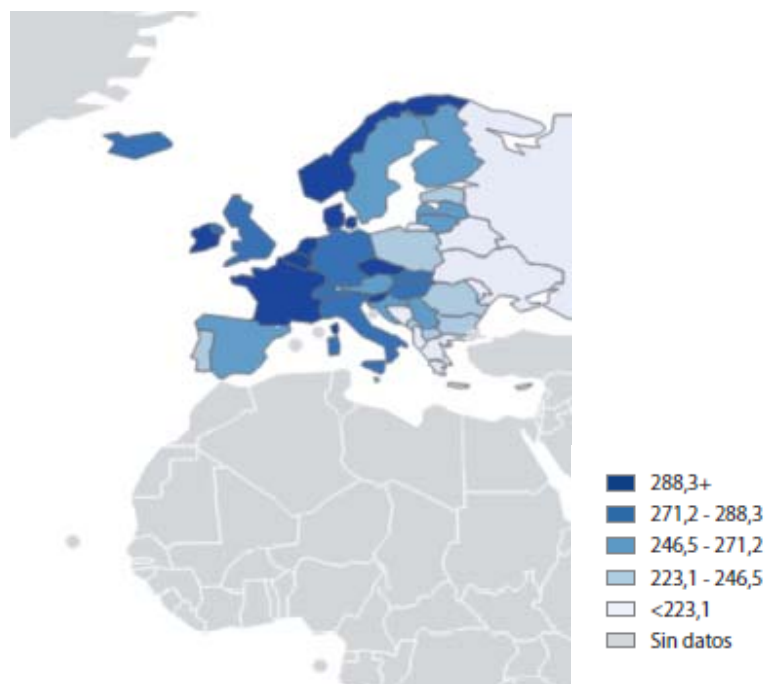 288,3+
271,2 - 288,3
246,5 - 271,2
223,1 - 246,5
<223,1
Sin datos